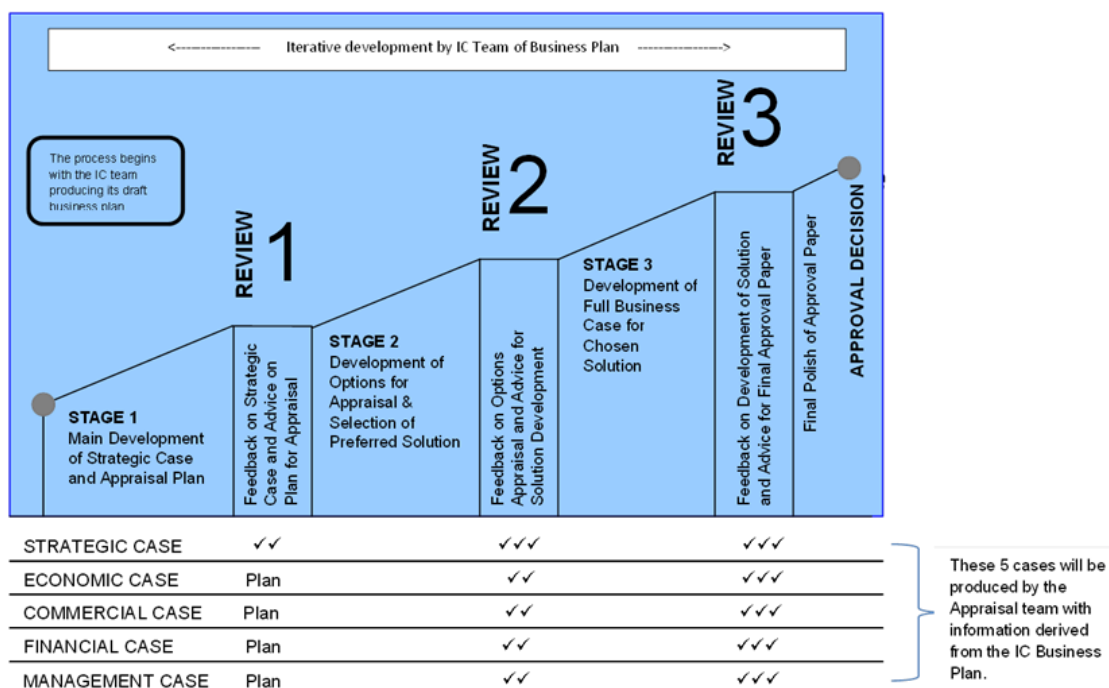 <------------------ Iterative development by IC Team of Business Plan ------------------>
The process begins
with the IC team
producing its draft
business plan
REVIEW 1
REVIEW 2
REVIEW 3
STAGE 1
Main Development
of Strategic Case
and Appraisal Plan
Feedback on Strategic
Case and Advice on
Plan for Appraisal
STAGE 2
Development of
Options for
Appraisal &
Selection of
Preferred Solution
Feedback on Options
Appraisal and Advice for
Solution Development
STAGE 3
Development of
Full Business
Case for
Chosen
Solution
Feedback on Development of Solution
and Advice for Final Approval Paper
Final Polish of Approval Paper
APPROVAL DECISION
STRATEGIC CASE ✓✓ ✓✓✓ ✓✓✓
ECONOMIC CASE Plan ✓✓ ✓✓✓
COMMERCIAL CASE Plan ✓✓ ✓✓✓
FINANCIAL CASE Plan ✓✓ ✓✓✓
MANAGEMENT CASE Plan ✓✓ ✓✓✓
These 5 cases will be
produced by the
Appraisal team with
information derived
from the IC Business
Plan.